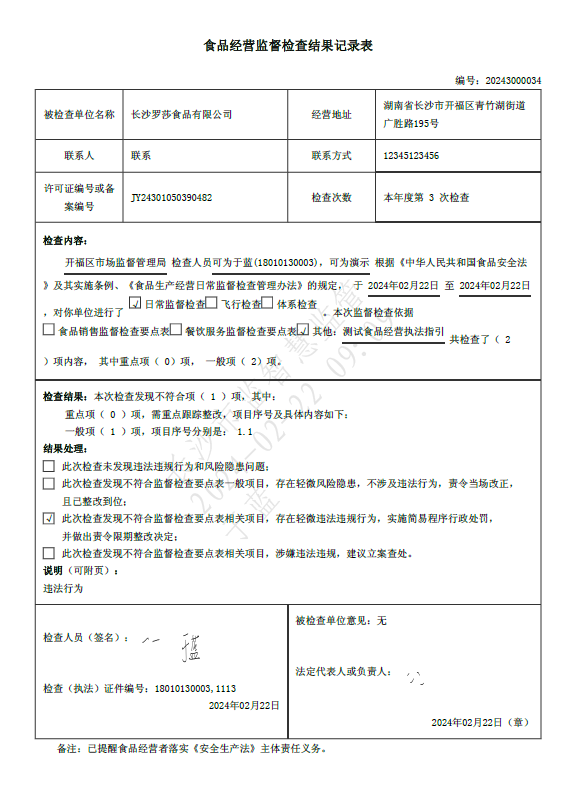 食品经营监督检查结果记录表
编号：20243000034
被检查单位名称 长沙罗莎食品有限公司 经营地址 湖南省长沙市开福区青竹湖街道
广胜路195号
联系人 联系 联系方式 12345123456
许可证编号或备
案编号 JY24301050390482 检查次数 本年度第 3 次检查
检查内容：
开福区市场监督管理局 检查人员可为于蓝(18010130003)，可为演示 根据《中华人民共和国食品安全法
》及其实施条例、《食品生产经营日常监督检查管理办法》的规定， 于 2024年02月22日 至 2024年02月22日
，对你单位进行了 √ 日常监督检查 飞行检查 体系检查 。本次监督检查依据
食品销售监督检查要点表 餐饮服务监督检查要点表 √ 其他：测试食品经营执法指引 共检查了（ 2
）项内容， 其中重点项（ 0）项， 一般项（ 2）项。
检查结果：本次检查发现不符合项（ 1 ）项，其中：
重点项（ 0 ）项，需重点跟踪整改，项目序号及具体内容如下：
一般项（ 1 ）项，项目序号分别是： 1.1
结果处理：
此次检查未发现违法违规行为和风险隐患问题；
此次检查发现不符合监督检查要点表一般项目，存在轻微风险隐患，不涉及违法行为，责令当场改正，
且已整改到位；
√ 此次检查发现不符合监督检查要点表相关项目，存在轻微违法违规行为，实施简易程序行政处罚，
并做出责令限期整改决定；
此次检查发现不符合监督检查要点表相关项目，涉嫌违法违规，建议立案查处。
说明（可附页）：
违法行为
长沙市监智慧监管
2024-02-22 09:09
于蓝
检查人员（签名）：
检查（执法）证件编号：18010130003,1113
2024年02月22日
被检查单位意见：无
法定代表人或负责人：
2024年02月22日（章）
备注：已提醒食品经营者落实《安全生产法》主体责任义务。